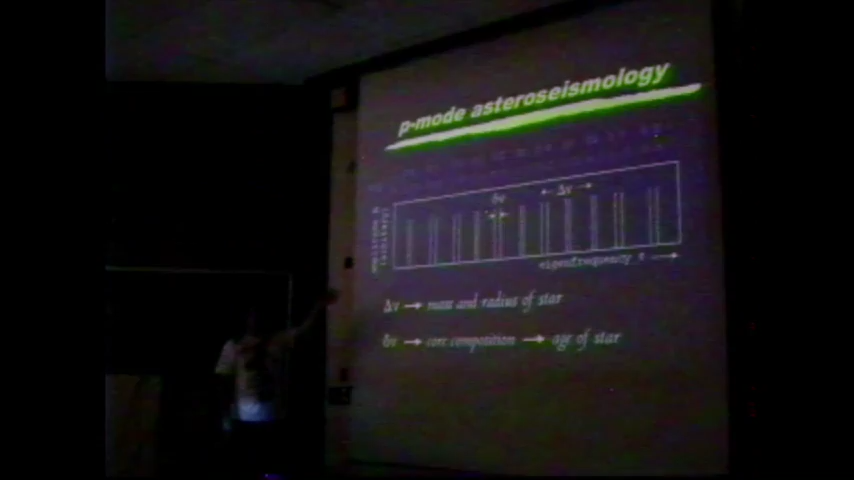 p-mode asteroseismology
δν
Δν
eigenfrequency ν
Δν → mass and radius of star
δν → core composition → age of star